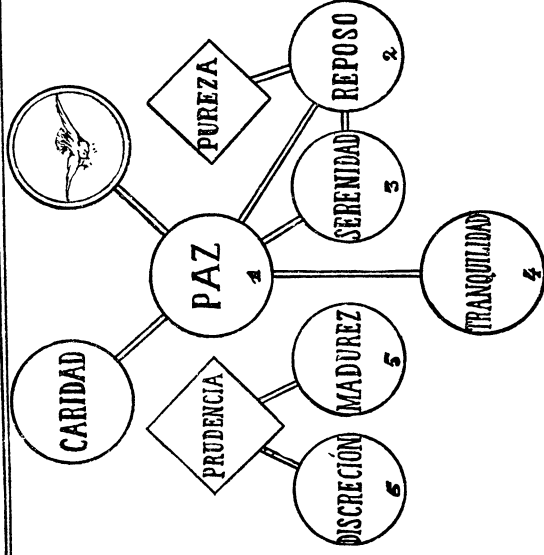 CARIDAD
PAZ
1
PRUDENCIA
PUREZA
DISCRECIÓN
6
MADUREZ
5
SERENIDAD
3
REPOSO
2
TRANQUILIDAD
4